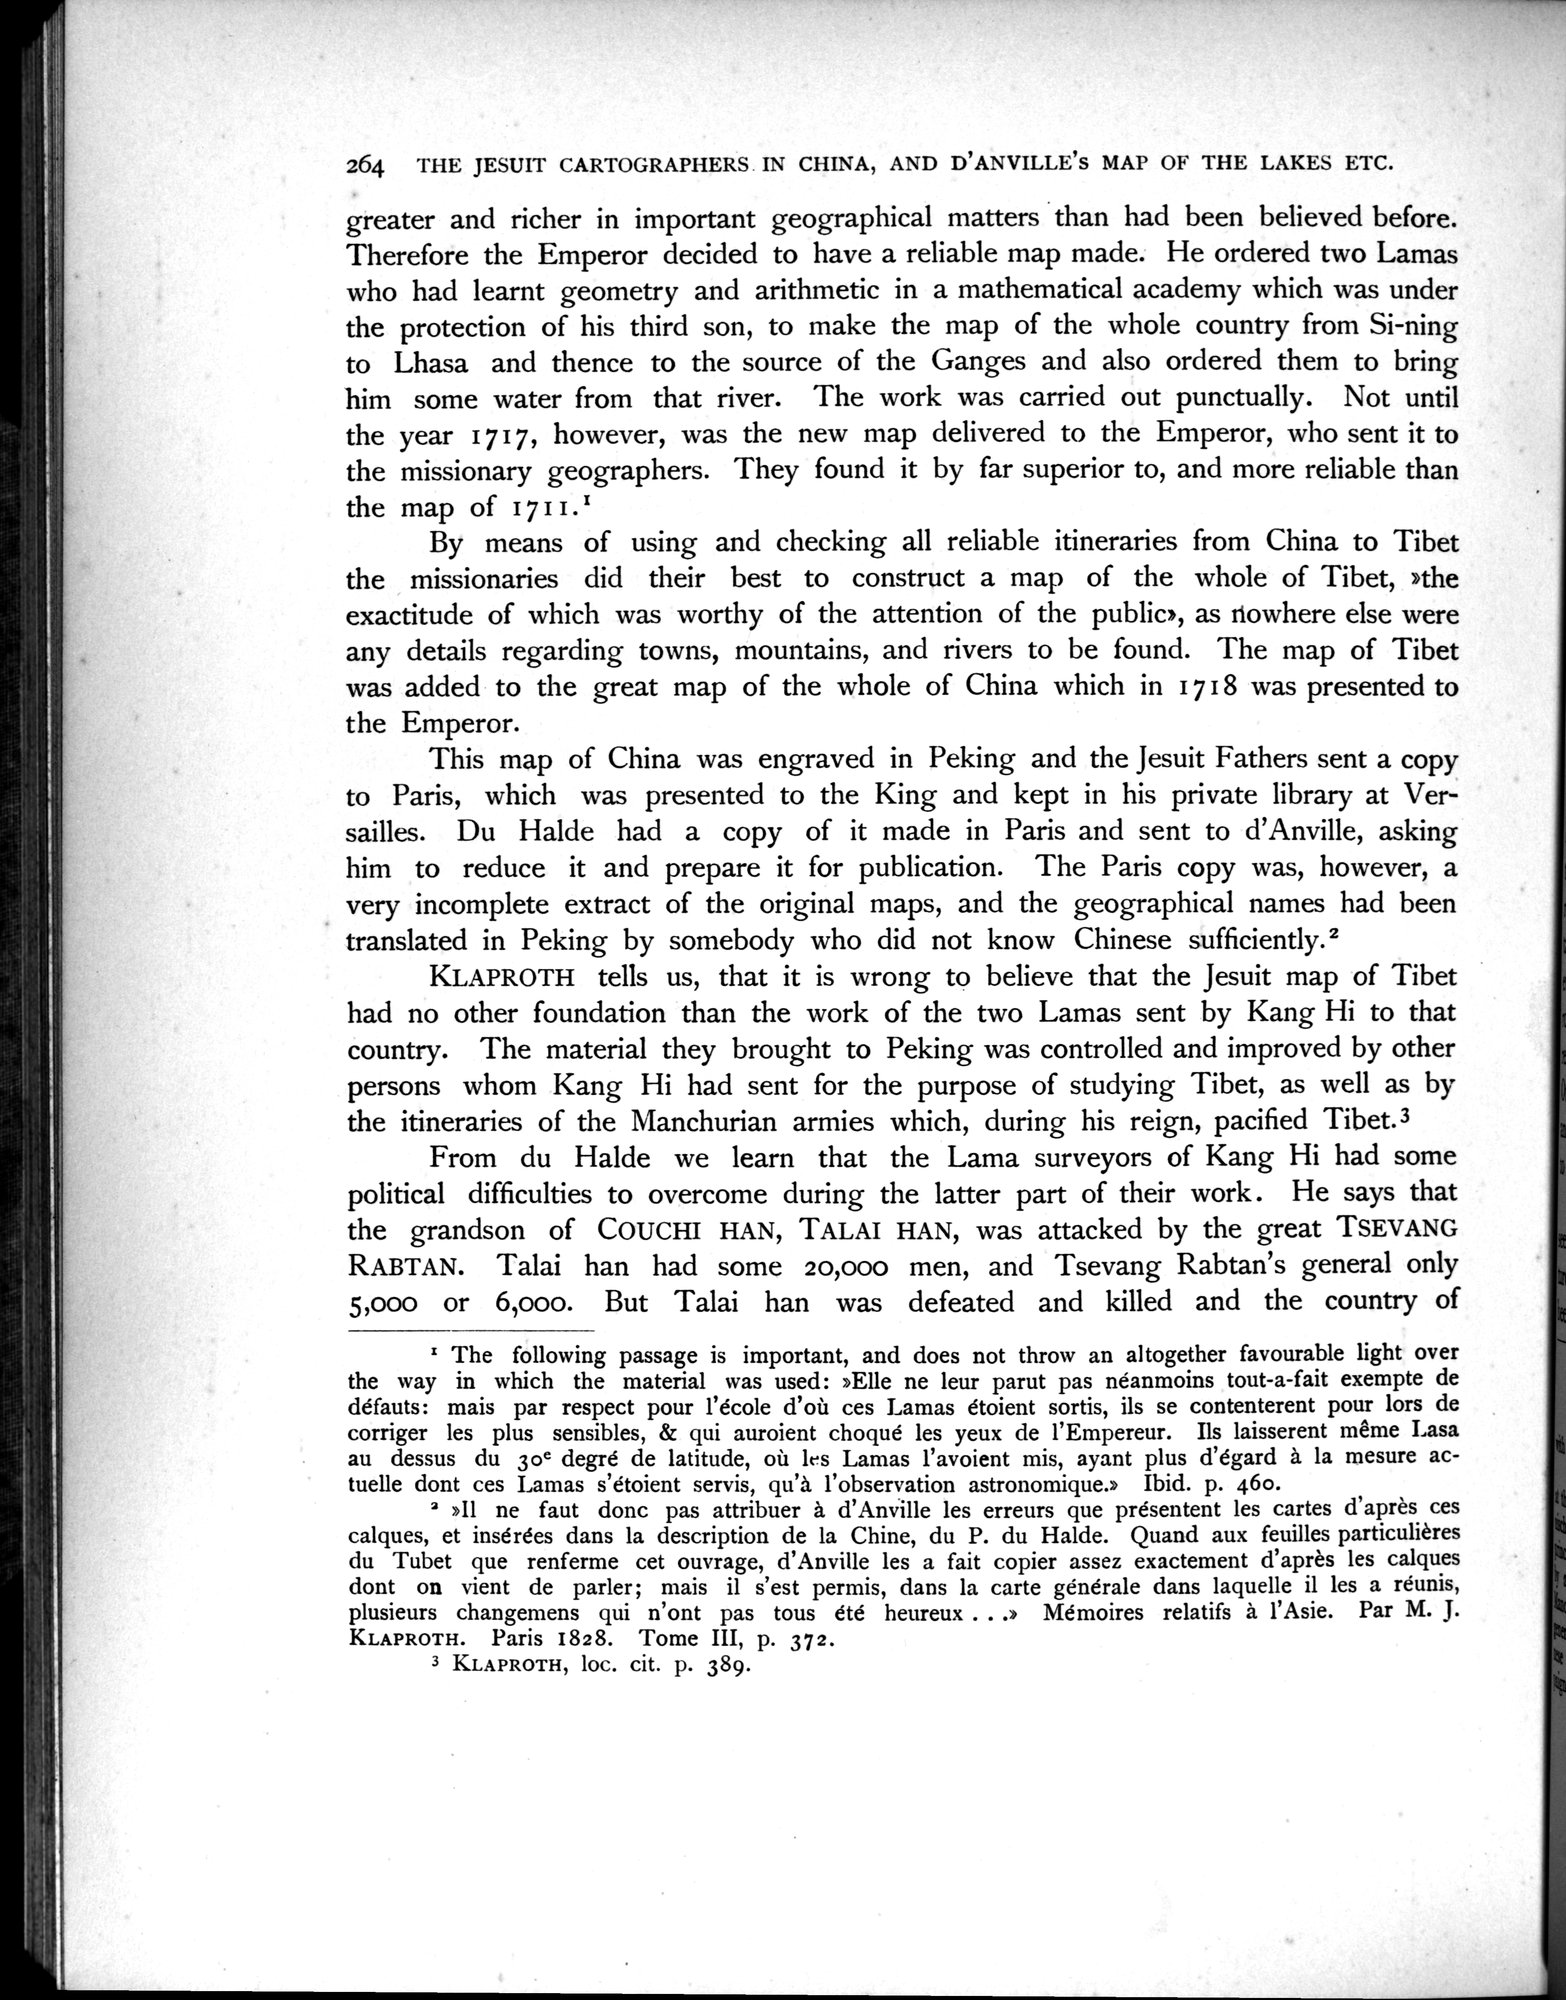 264 THE JESUIT CARTOGRAPHERS IN CHINA, AND D'ANVILLE'S MAP OF THE LAKES ETC.
greater and richer in important geographical matters than had been believed before.
Therefore the Emperor decided to have a reliable map made. He ordered two Lamas
who had learnt geometry and arithmetic in a mathematical academy which was under
the protection of his third son, to make the map of the whole country from Si-ning
to Lhasa and thence to the source of the Ganges and also ordered them to bring
him some water from that river. The work was carried out punctually. Not until
the year 1717, however, was the new map delivered to the Emperor, who sent it to
the missionary geographers. They found it by far superior to, and more reliable than
the map of 1711.¹
By means of using and checking all reliable itineraries from China to Tibet
the missionaries did their best to construct a map of the whole of Tibet, »the
exactitude of which was worthy of the attention of the public», as nowhere else were
any details regarding towns, mountains, and rivers to be found. The map of Tibet
was added to the great map of the whole of China which in 1718 was presented to
the Emperor.
This map of China was engraved in Peking and the Jesuit Fathers sent a copy
to Paris, which was presented to the King and kept in his private library at Ver-
sailles. Du Halde had a copy of it made in Paris and sent to d'Anville, asking
him to reduce it and prepare it for publication. The Paris copy was, however, a
very incomplete extract of the original maps, and the geographical names had been
translated in Peking by somebody who did not know Chinese sufficiently.²
KLAPROTH tells us, that it is wrong to believe that the Jesuit map of Tibet
had no other foundation than the work of the two Lamas sent by Kang Hi to that
country. The material they brought to Peking was controlled and improved by other
persons whom Kang Hi had sent for the purpose of studying Tibet, as well as by
the itineraries of the Manchurian armies which, during his reign, pacified Tibet.³
From du Halde we learn that the Lama surveyors of Kang Hi had some
political difficulties to overcome during the latter part of their work. He says that
the grandson of COUCHI HAN, TALAI HAN, was attacked by the great TSEVANG
RABTAN. Talai han had some 20,000 men, and Tsevang Rabtan's general only
5,000 or 6,000. But Talai han was defeated and killed and the country of
¹ The following passage is important, and does not throw an altogether favourable light over
the way in which the material was used: »Elle ne leur parut pas néanmoins tout-a-fait exempte de
défauts: mais par respect pour l'école d'où ces Lamas étoient sortis, ils se contenterent pour lors de
corriger les plus sensibles, & qui auroient choqué les yeux de l'Empereur. Ils laisserent même Lasa
au dessus du 30e degré de latitude, où les Lamas l'avoient mis, ayant plus d'égard à la mesure ac-
tuelle dont ces Lamas s'étoient servis, qu'à l'observation astronomique.» Ibid. p. 460.
² »Il ne faut donc pas attribuer à d'Anville les erreurs que présentent les cartes d'après ces
calques, et insérées dans la description de la Chine, du P. du Halde. Quand aux feuilles particulières
du Tubet que renferme cet ouvrage, d'Anville les a fait copier assez exactement d'après les calques
dont on vient de parler; mais il s'est permis, dans la carte générale dans laquelle il les a réunis,
plusieurs changemens qui n'ont pas tous été heureux . . .» Mémoires relatifs à l'Asie. Par M. J.
KLAPROTH. Paris 1828. Tome III, p. 372.
³ KLAPROTH, loc. cit. p. 389.